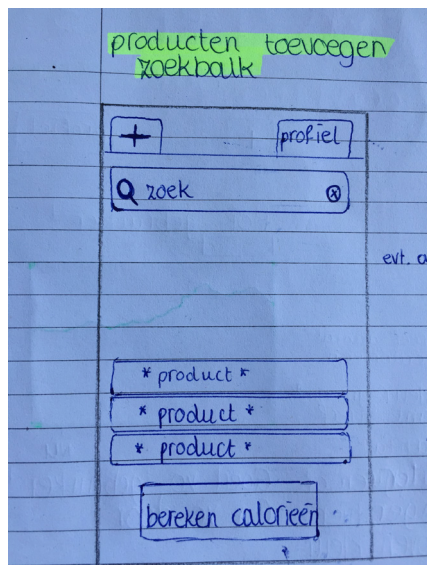 producten toevoegen
zoekbalk
+ profiel
zoek
evt.
* product *
* product *
* product *
bereken calorieën